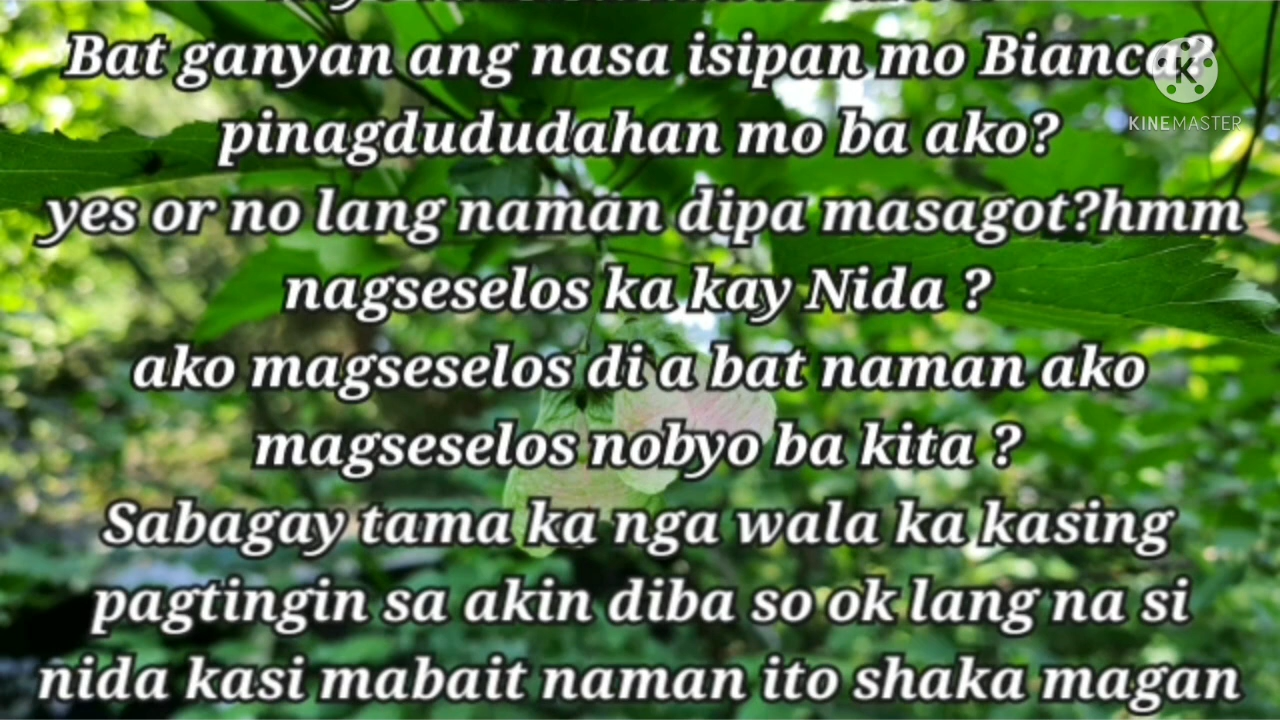 Bat ganyan ang nasa isipan mo Bianca?
pinagdududahan mo ba ako?
yes or no lang naman dipa masagot?hmm
nagseselos ka kay Nida ?
ako magseselos di a bat naman ako
magseselos nobyo ba kita ?
Sabagay tama ka nga wala ka kasing
pagtingin sa akin diba so ok lang na si
nida kasi mabait naman ito shaka magan
K
KINEMASTER